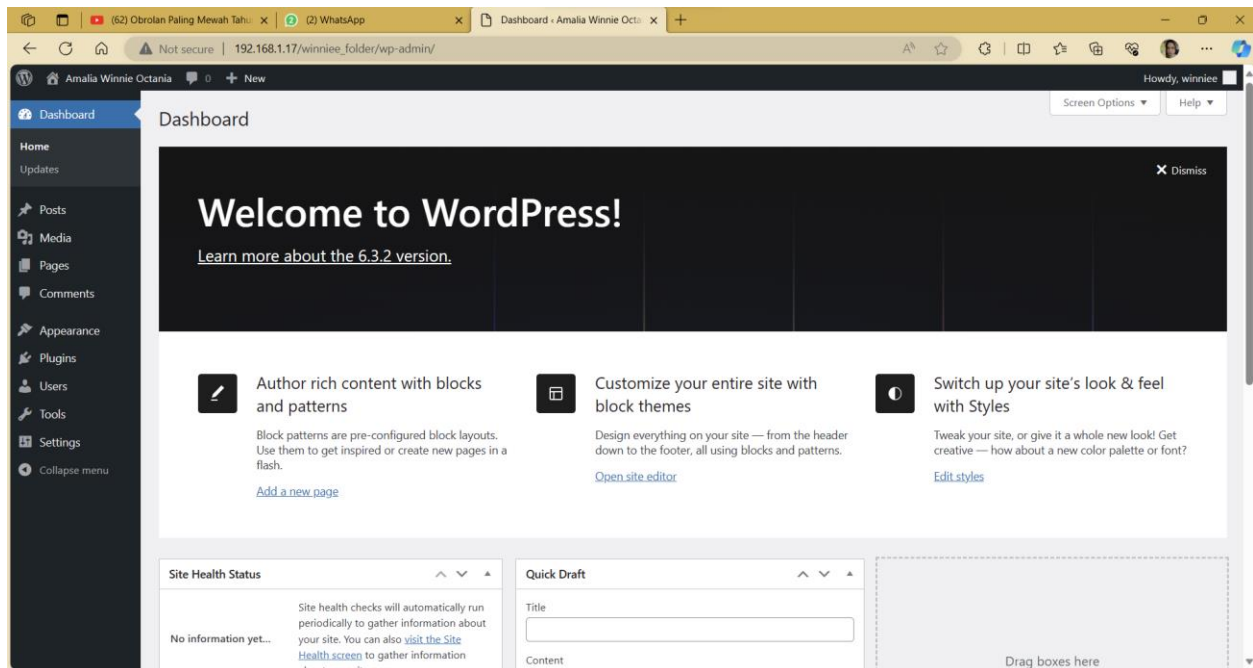 (62) Obrolan Paling Mewah Tahu
(2) WhatsApp
Dashboard ‹ Amalia Winnie Octa
Not secure
192.168.1.17/winniee_folder/wp-admin/
Amalia Winnie Octania
0
New
Howdy, winniee
Screen Options
Help
Dashboard
Home
Updates
Posts
Media
Pages
Comments
Appearance
Plugins
Users
Tools
Settings
Collapse menu
Dashboard
Dismiss
Welcome to WordPress!
Learn more about the 6.3.2 version.
Author rich content with blocks
and patterns
Block patterns are pre-configured block layouts.
Use them to get inspired or create new pages in a
flash.
Add a new page
Customize your entire site with
block themes
Design everything on your site — from the header
down to the footer, all using blocks and patterns.
Open site editor
Switch up your site's look & feel
with Styles
Tweak your site, or give it a whole new look! Get
creative — how about a new color palette or font?
Edit styles
Site Health Status
No information yet...
Site health checks will automatically run
periodically to gather information about
your site. You can also visit the Site
Health screen to gather information
Quick Draft
Title
Content
Drag boxes here